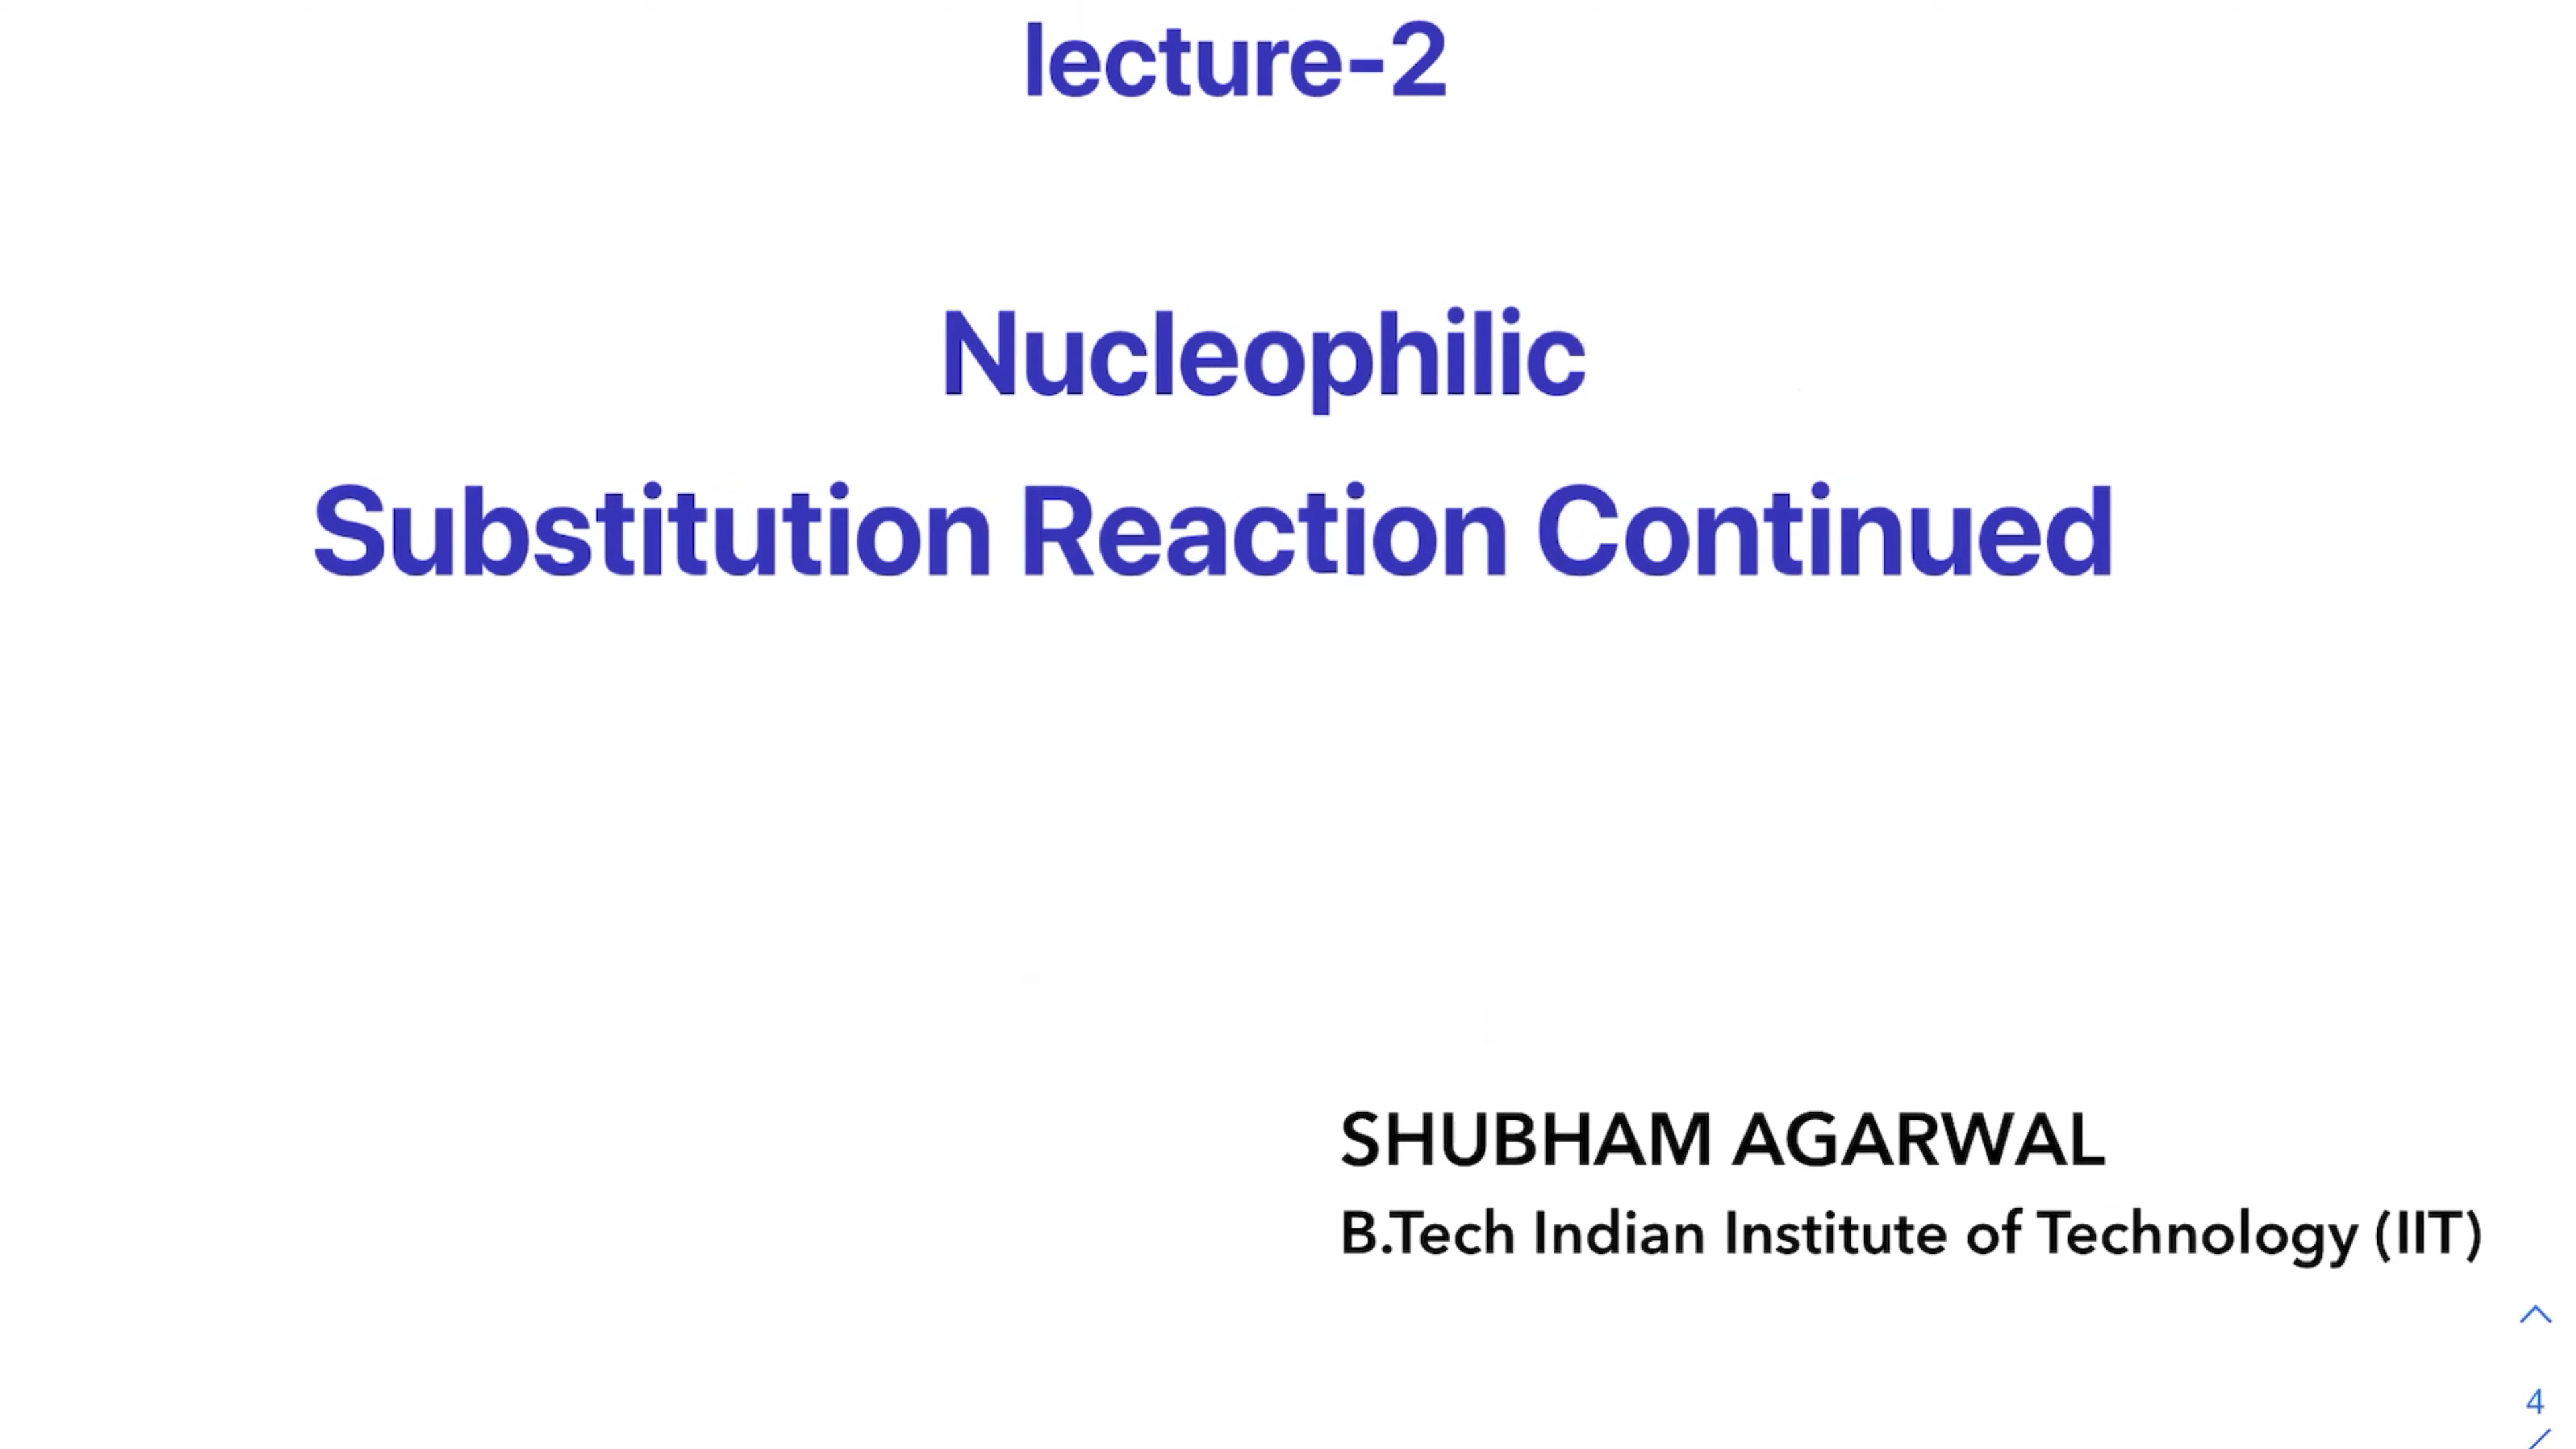 lecture-2
Nucleophilic
Substitution Reaction Continued
SHUBHAM AGARWAL
B.Tech Indian Institute of Technology (IIT)
4